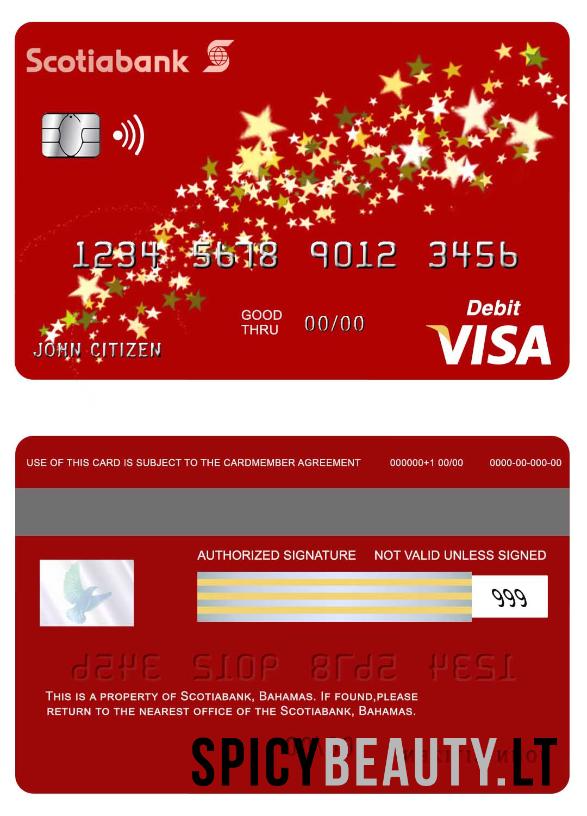 Scotiabank
1234 5678 9012 3456
GOOD
THRU 00/00
JOHN CITIZEN
Debit
VISA
USE OF THIS CARD IS SUBJECT TO THE CARDMEMBER AGREEMENT 000000+1 00/00 0000-00-000-00
AUTHORIZED SIGNATURE NOT VALID UNLESS SIGNED
999
THIS IS A PROPERTY OF SCOTIABANK, BAHAMAS. IF FOUND,PLEASE
RETURN TO THE NEAREST OFFICE OF THE SCOTIABANK, BAHAMAS.
SPICYBEAUTY.LT